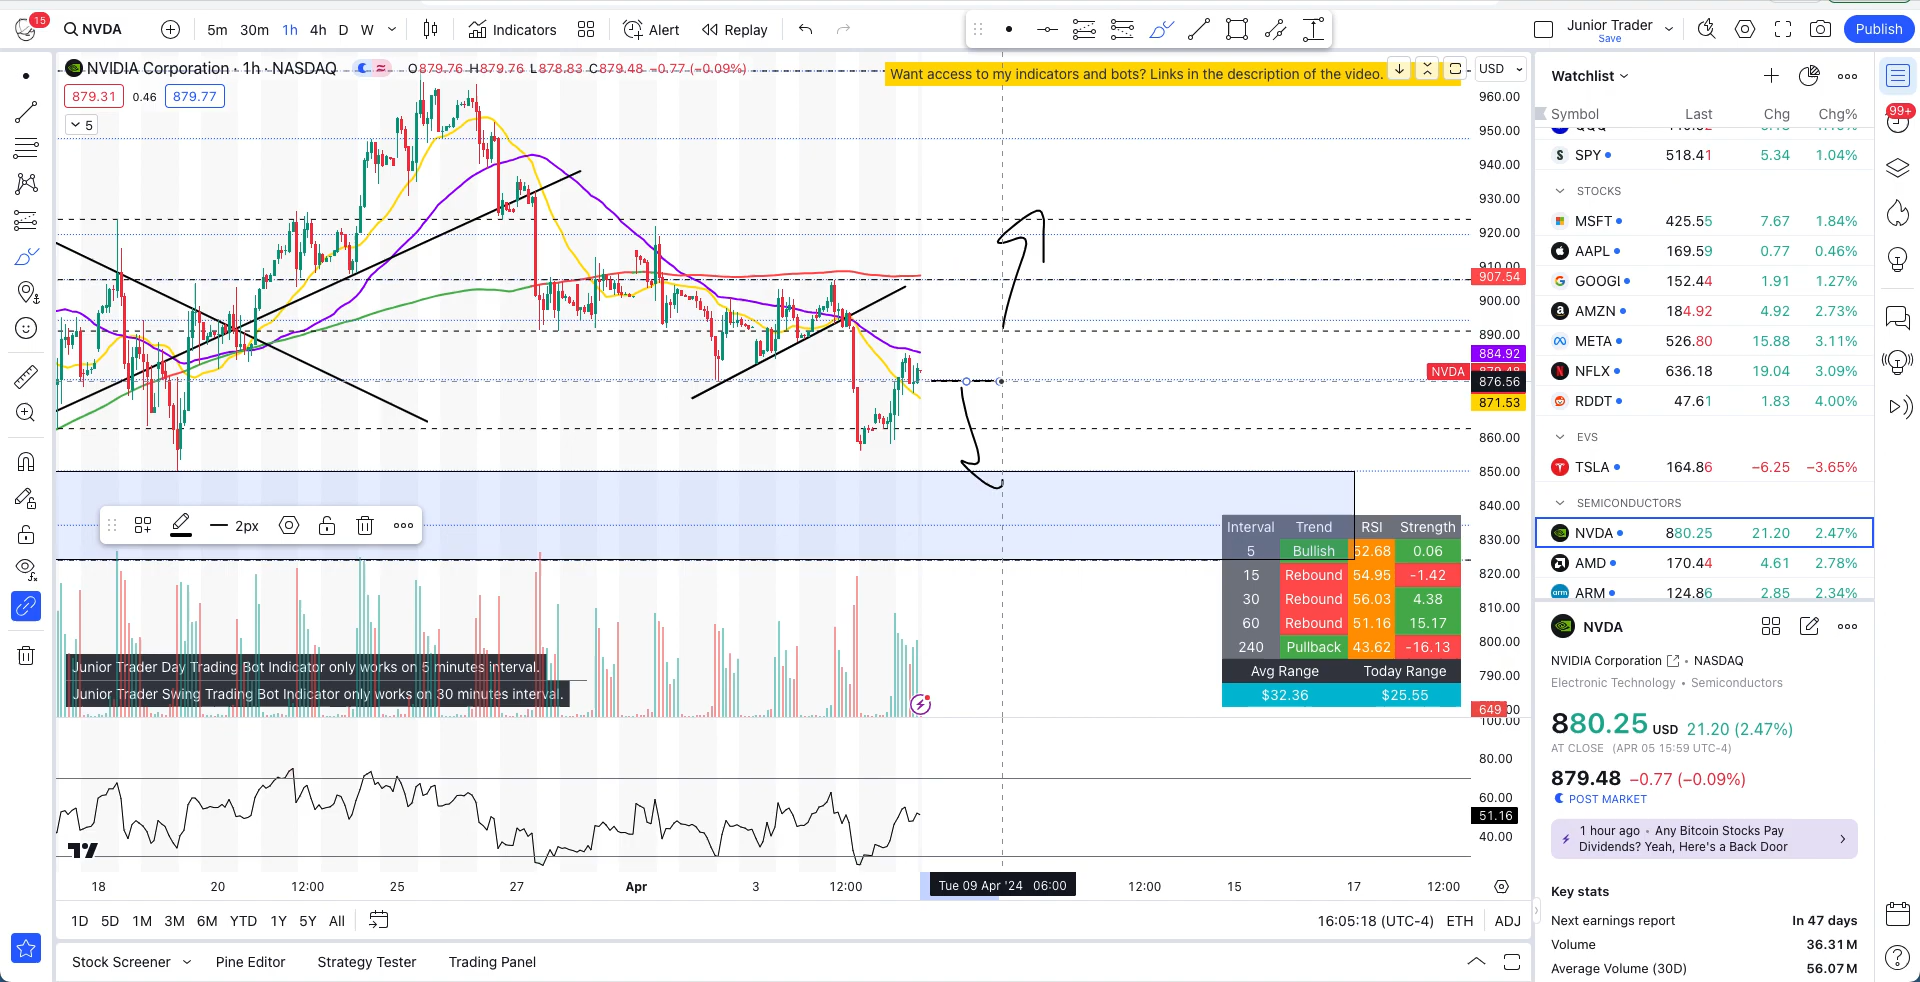 15
NVDA
5m 30m 1h 4h D W
Indicators
Alert
Replay
Junior Trader
Save
Publish
NVIDIA Corporation · 1h · NASDAQ
O879.76 H879.76 L878.83 C879.48 −0.77 (−0.09%)
879.31 0.46 879.77
5
Want access to my indicators and bots? Links in the description of the video.
USD
960.00
950.00
940.00
930.00
920.00
910.00
907.54
900.00
890.00
884.92
NVDA
876.56
871.53
860.00
850.00
840.00
830.00
820.00
810.00
800.00
790.00
649
100.00
80.00
60.00
51.16
40.00
2px
Interval Trend RSI Strength
5 Bullish 52.68 0.06
15 Rebound 54.95 -1.42
30 Rebound 56.03 4.38
60 Rebound 51.16 15.17
240 Pullback 43.62 -16.13
Avg Range Today Range
$32.36 $25.55
Junior Trader Day Trading Bot Indicator only works on 5 minutes interval.
Junior Trader Swing Trading Bot Indicator only works on 30 minutes interval.
18 20 12:00 25 27 Apr 3 12:00 Tue 09 Apr '24 06:00 12:00 15 17 12:00
1D 5D 1M 3M 6M YTD 1Y 5Y All
16:05:18 (UTC-4) ETH ADJ
Stock Screener Pine Editor Strategy Tester Trading Panel
Watchlist
Symbol Last Chg Chg%
SPY 518.41 5.34 1.04%
STOCKS
MSFT 425.55 7.67 1.84%
AAPL 169.59 0.77 0.46%
GOOGL 152.44 1.91 1.27%
AMZN 184.92 4.92 2.73%
META 526.80 15.88 3.11%
NFLX 636.18 19.04 3.09%
RDDT 47.61 1.83 4.00%
EVS
TSLA 164.86 −6.25 −3.65%
SEMICONDUCTORS
NVDA 880.25 21.20 2.47%
AMD 170.44 4.61 2.78%
ARM 124.86 2.85 2.34%
NVDA
NVIDIA Corporation • NASDAQ
Electronic Technology • Semiconductors
880.25 USD 21.20 (2.47%)
AT CLOSE (APR 05 15:59 UTC-4)
879.48 −0.77 (−0.09%)
POST MARKET
1 hour ago • Any Bitcoin Stocks Pay
Dividends? Yeah, Here's a Back Door
Key stats
Next earnings report In 47 days
Volume 36.31M
Average Volume (30D) 56.07M
99+